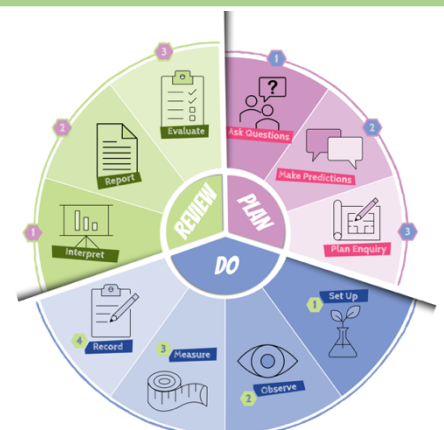 PLAN
1
Ask Questions
2
Make Predictions
3
Plan Enquiry
DO
1
Set Up
2
Observe
3
Measure
4
Record
REVIEW
1
Interpret
2
Report
3
Evaluate
?